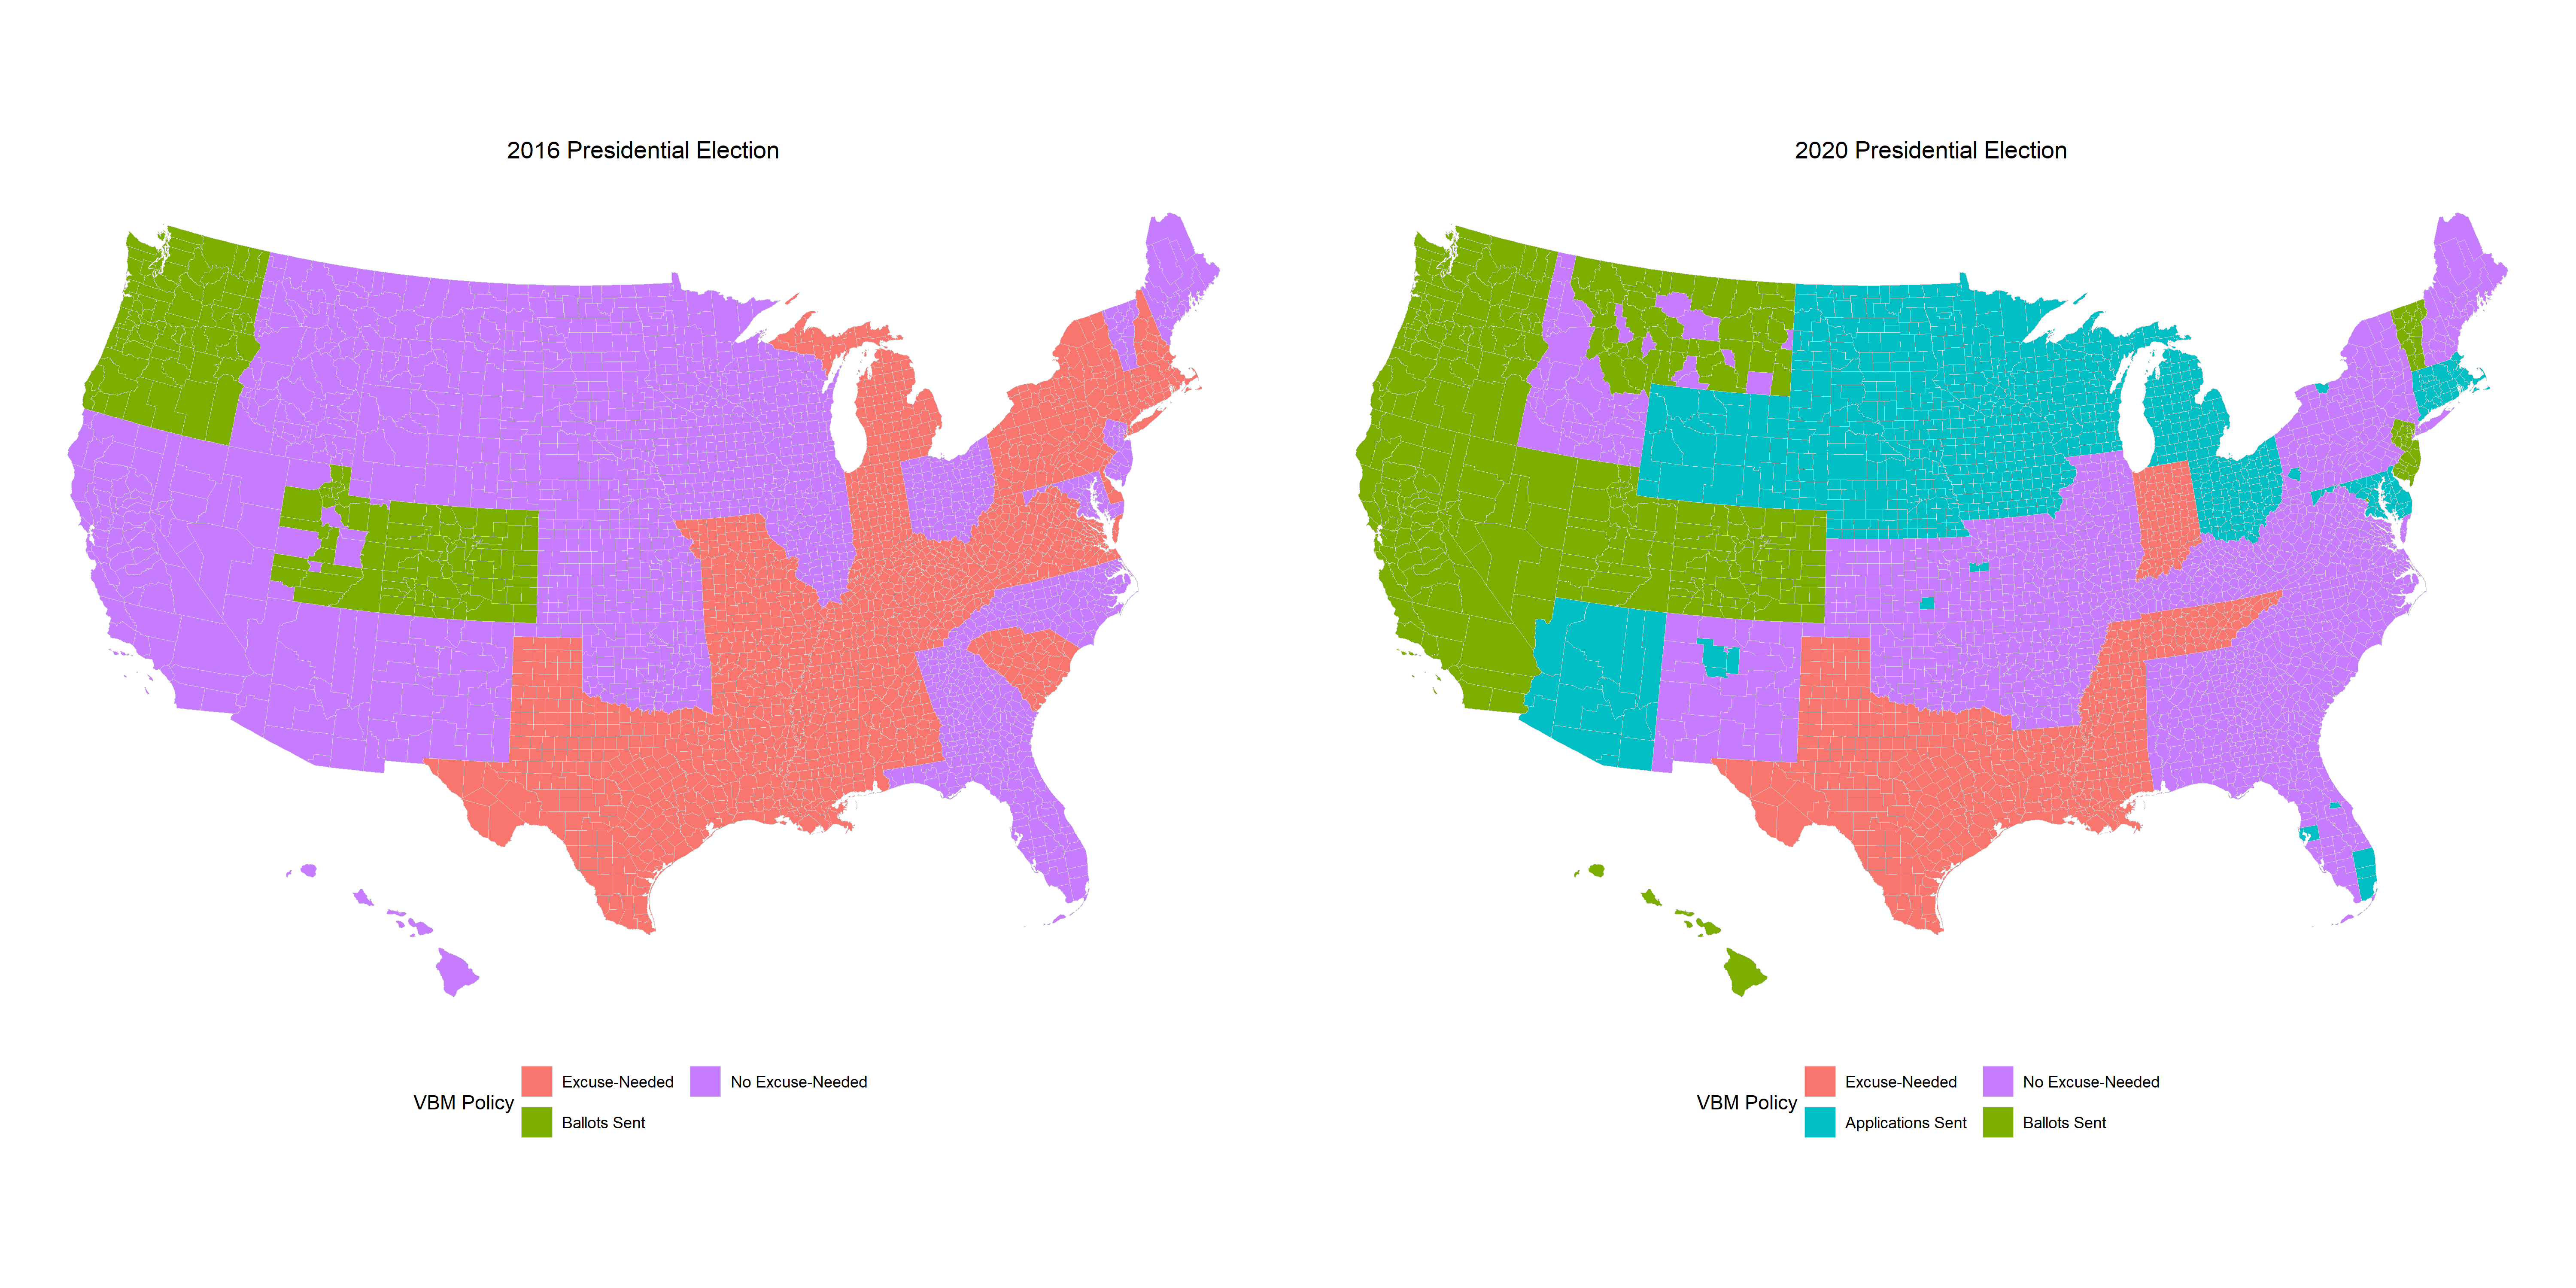 2016 Presidential Election
2020 Presidential Election
VBM Policy
Excuse-Needed
No Excuse-Needed
Ballots Sent
VBM Policy
Excuse-Needed
No Excuse-Needed
Applications Sent
Ballots Sent